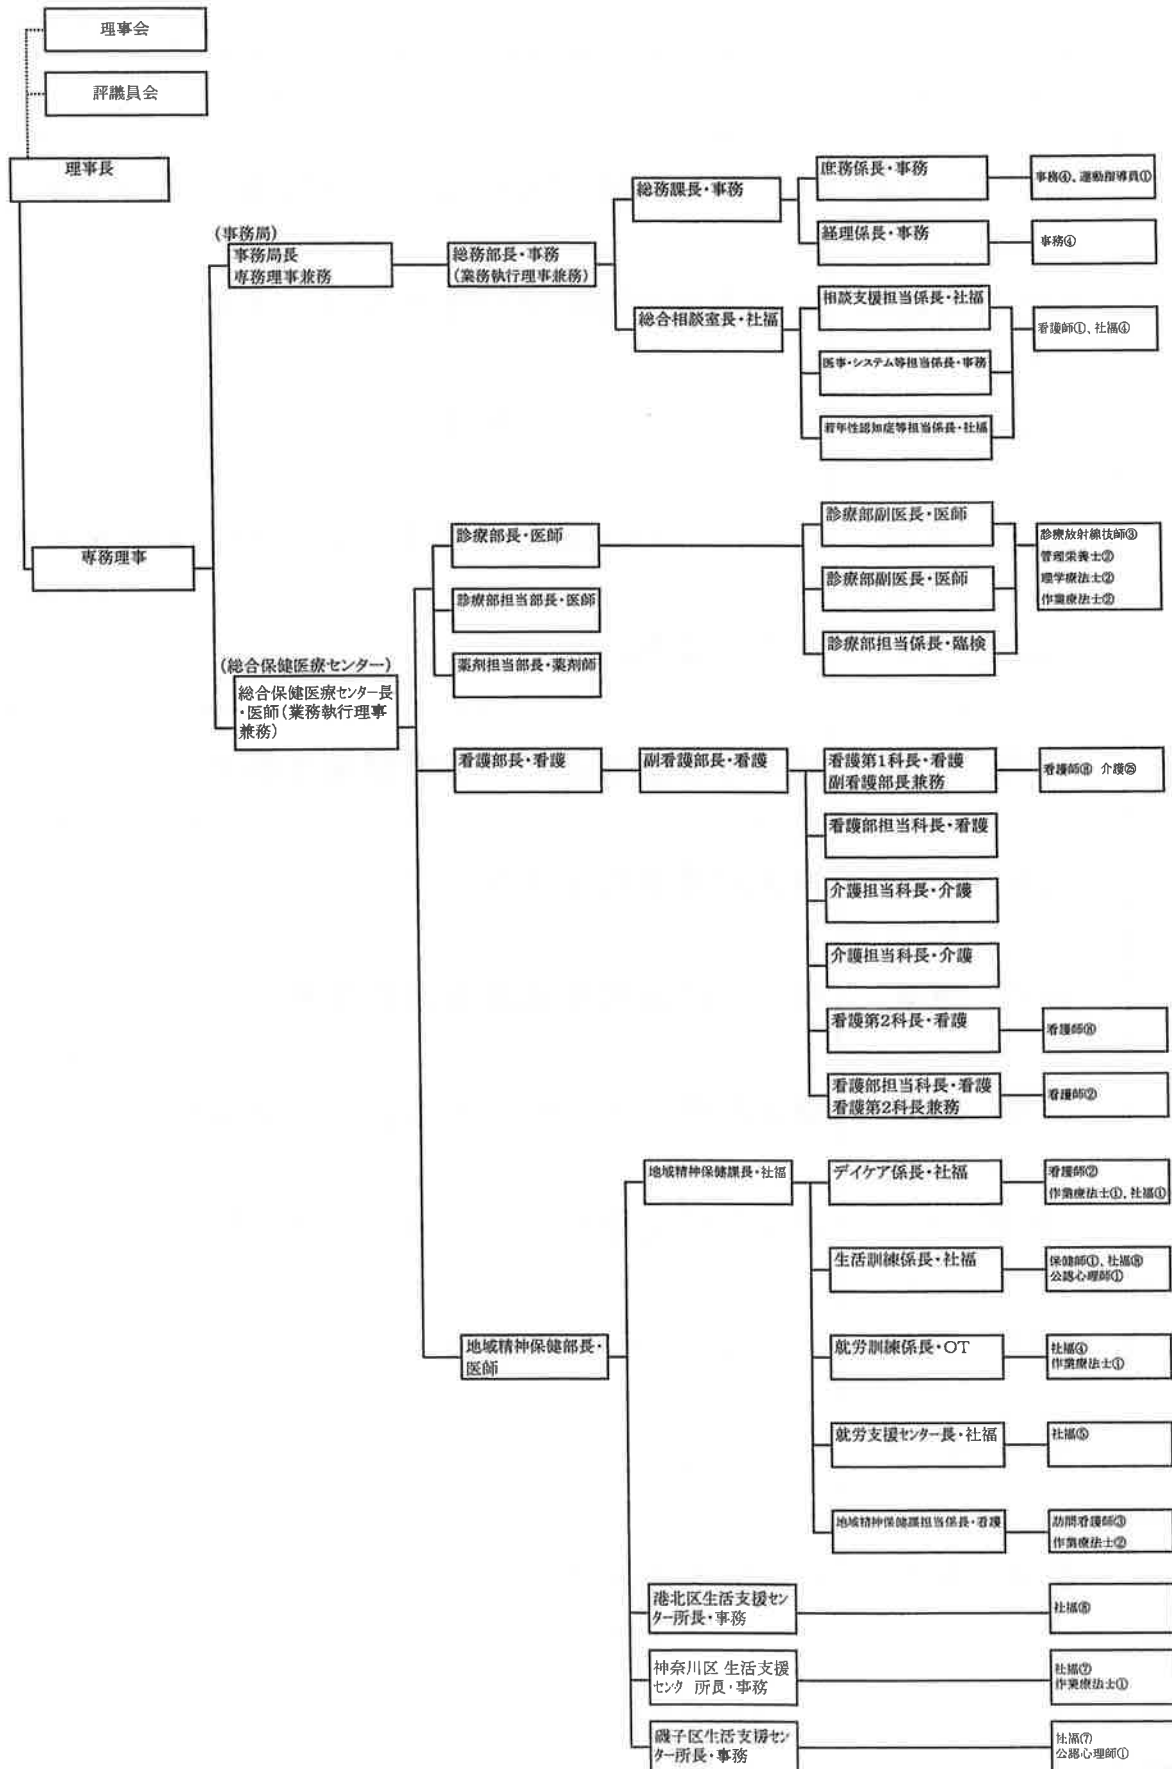 理事会
評議員会
理事長
専務理事
(事務局)
事務局長
専務理事兼務
総務部長・事務
(業務執行理事兼務)
総務課長・事務
庶務係長・事務
事務④、運動指導員①
経理係長・事務
事務④
総合相談室長・社福
相談支援担当係長・社福
医事・システム等担当係長・事務
若年性認知症等担当係長・社福
看護師①、社福④
(総合保健医療センター)
総合保健医療センター長
・医師(業務執行理事
兼務)
診療部長・医師
診療部担当部長・医師
薬剤担当部長・薬剤師
診療部副医長・医師
診療部副医長・医師
診療部担当係長・臨検
診療放射線技師③
管理栄養士②
理学療法士②
作業療法士②
看護部長・看護
副看護部長・看護
看護第1科長・看護
副看護部長兼務
看護師⑱ 介護㉕
看護部担当科長・看護
介護担当科長・介護
介護担当科長・介護
看護第2科長・看護
看護師⑱
看護部担当科長・看護
看護第2科長兼務
看護師②
地域精神保健部長・
医師
地域精神保健課長・社福
デイケア係長・社福
看護師②
作業療法士①、社福①
生活訓練係長・社福
保健師①、社福⑧
公認心理師①
就労訓練係長・OT
社福④
作業療法士①
就労支援センター長・社福
社福⑤
地域精神保健課担当係長・看護
訪問看護師③
作業療法士②
港北区生活支援セン
ター所長・事務
社福⑧
神奈川区 生活支援
センタ 所長・事務
社福⑦
作業療法士①
磯子区生活支援セン
ター所長・事務
社福⑦
公認心理師①